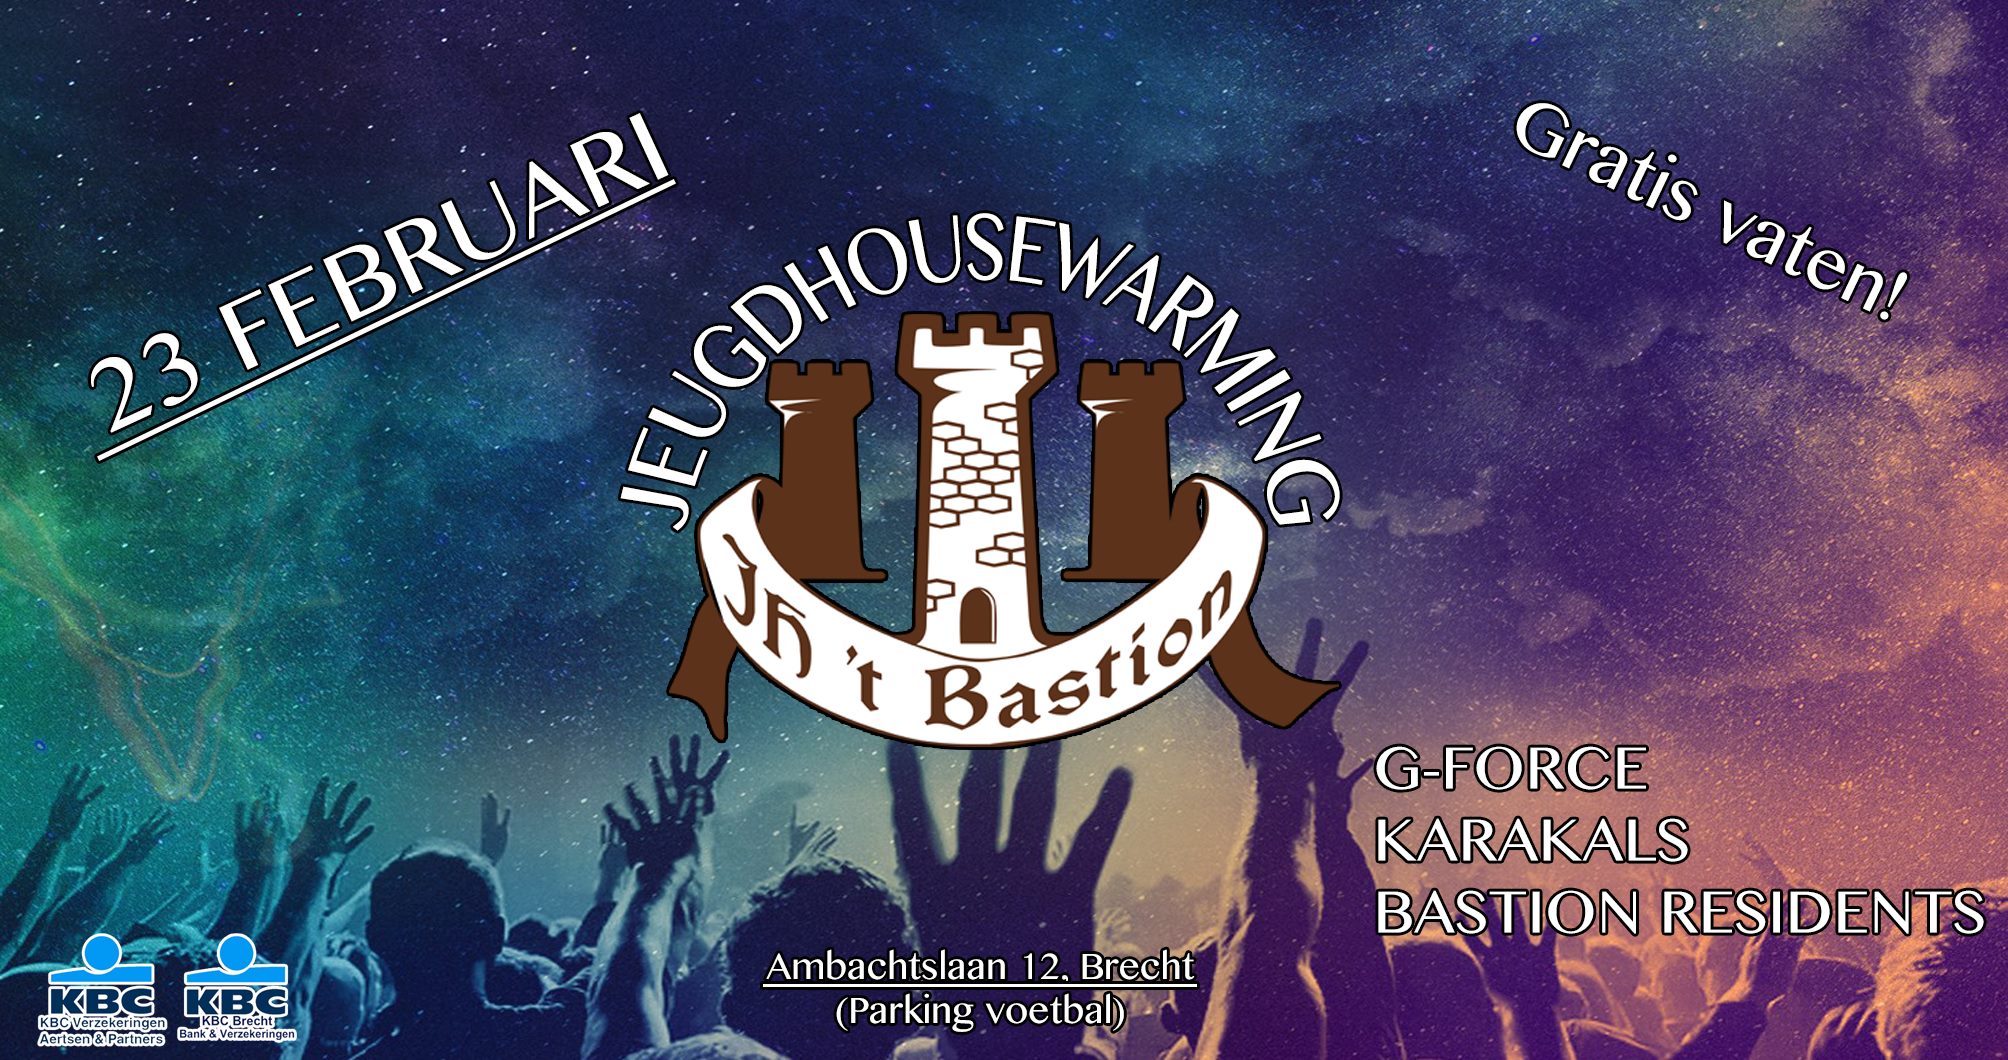 23 FEBRUARI
Gratis vaten!
JEUGDHOUSEWARMING
JH 't Bastion
G-FORCE
KARAKALS
BASTION RESIDENTS
Ambachtslaan 12, Brecht
(Parking voetbal)
KBC
KBC Verzekeringen
Aertsen & Partners
KBC
KBC Brecht
Bank & Verzekeringen